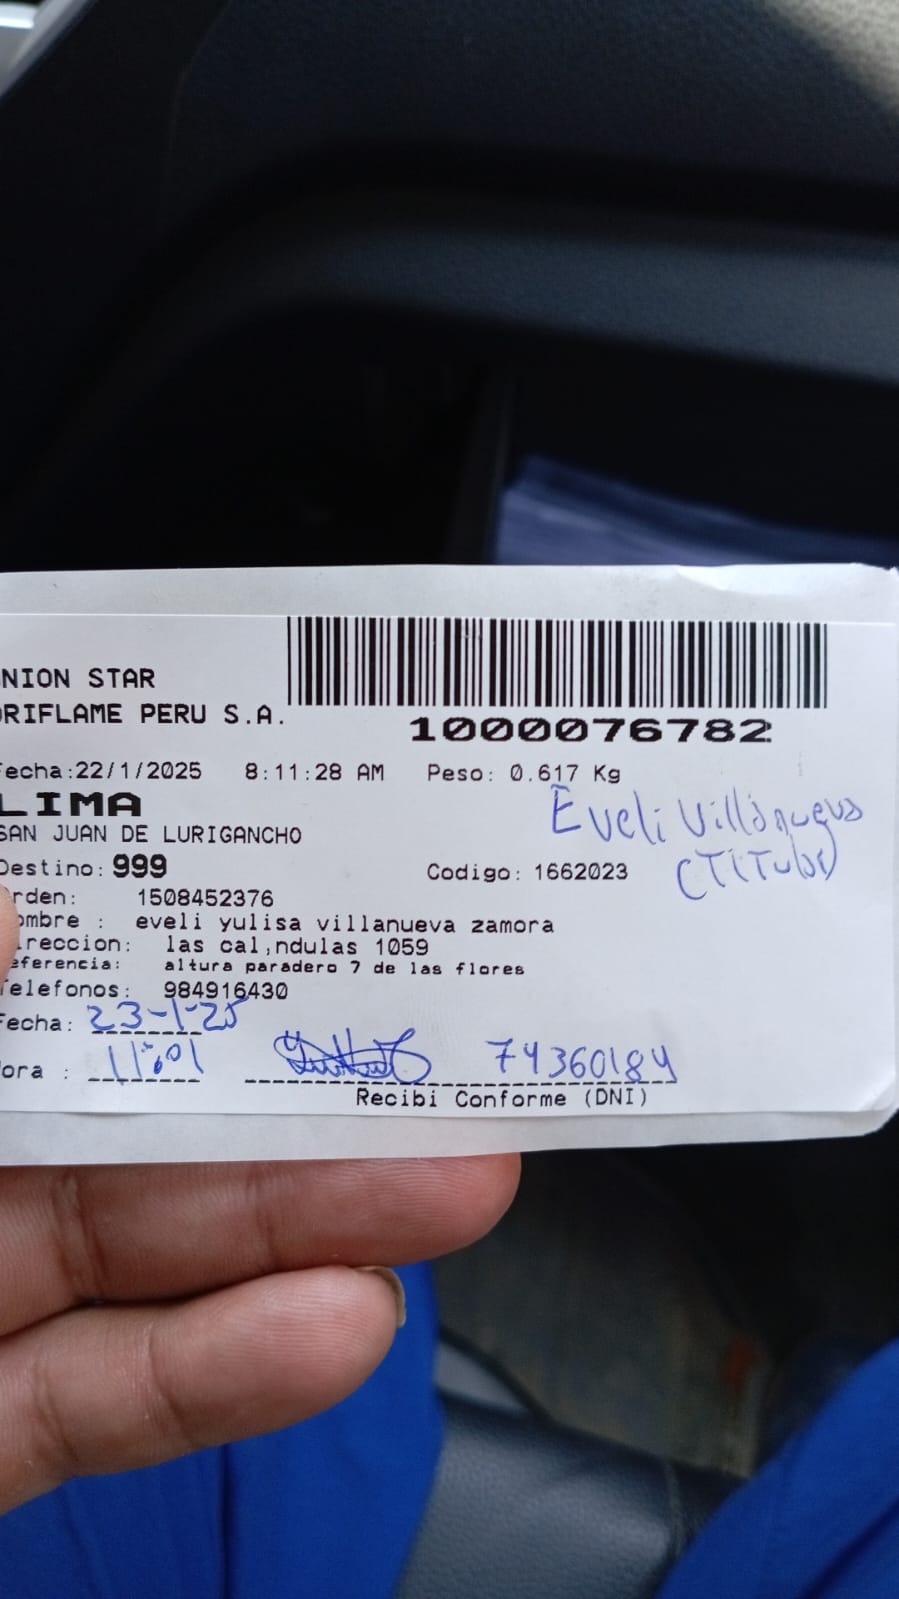 NION STAR
RIFLAME PERU S.A.
1000076782
echa:22/1/2025 8:11:28 AM Peso: 0.617 Kg
LIMA
Eveli Villanueva
SAN JUAN DE LURIGANCHO
(Titular)
Destino: 999 Codigo: 1662023
rden: 1508452376
ombre : eveli yulisa villanueva zamora
reccion: las cal,ndulas 1059
eferencia: altura paradero 7 de las flores
elefonos: 984916430
Fecha: 23-1-25
ora : 11:01 74360184
Recibi Conforme (DNI)